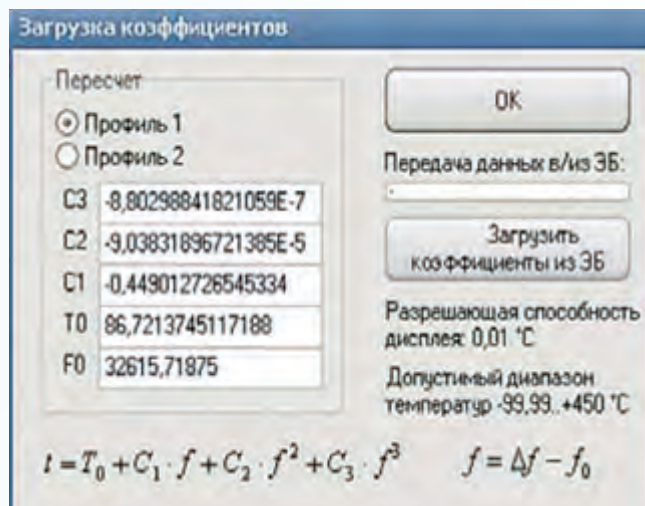 Загрузка коэффициентов
Пересчет
Профиль 1
Профиль 2
C3 -8,80298841821059E-7
C2 -9,03831896721385E-5
C1 -0,449012726545334
T0 86,7213745117188
F0 32615,71875
OK
Передача данных в/из ЭБ:
Загрузить
коэффициенты из ЭБ
Разрешающая способность
дисплея: 0,01 °C
Допустимый диапазон
температур -99,99..+450 °C
t = T₀ + C₁ · f + C₂ · f² + C₃ · f³ f = Δf − f₀